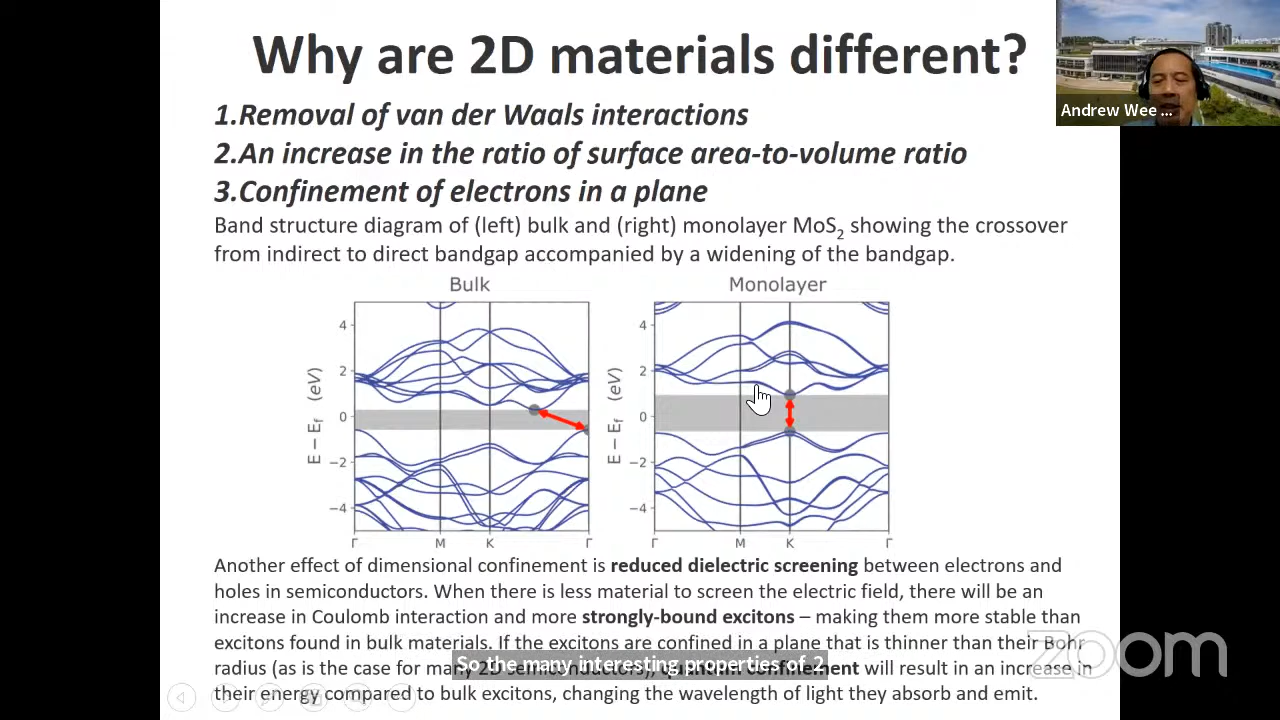 Why are 2D materials different?
1.Removal of van der Waals interactions
2.An increase in the ratio of surface area-to-volume ratio
3.Confinement of electrons in a plane
Band structure diagram of (left) bulk and (right) monolayer MoS2 showing the crossover
from indirect to direct bandgap accompanied by a widening of the bandgap.
Bulk
Monolayer
E − Ef (eV)
4
2
0
−2
−4
Γ M K Γ
E − Ef (eV)
4
2
0
−2
−4
Γ M K Γ
Another effect of dimensional confinement is reduced dielectric screening between electrons and
holes in semiconductors. When there is less material to screen the electric field, there will be an
increase in Coulomb interaction and more strongly-bound excitons – making them more stable than
excitons found in bulk materials. If the excitons are confined in a plane that is thinner than their Bohr
radius (as is the case for many 2D semiconductors), quantum confinement will result in an increase in
their energy compared to bulk excitons, changing the wavelength of light they absorb and emit.
So the many interesting properties of 2
Andrew Wee ...
zoom